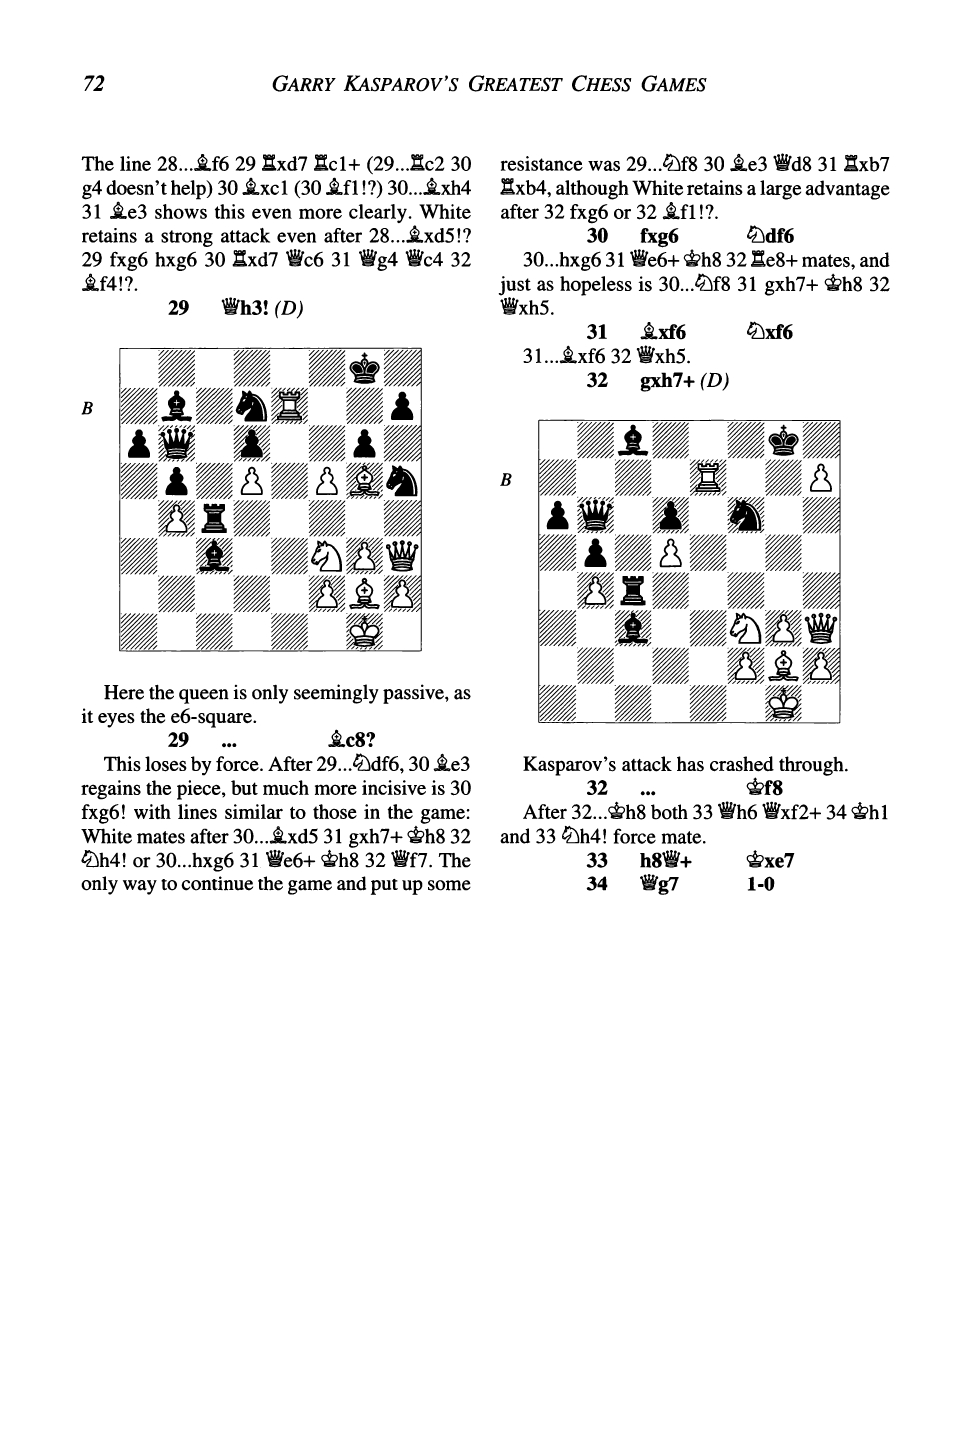 72
GARRY KASPAROV'S GREATEST CHESS GAMES
The line 28...♗f6 29 ♖xd7 ♖c1+ (29...♖c2 30
g4 doesn't help) 30 ♗xc1 (30 ♗f1!?) 30...♗xh4
31 ♗e3 shows this even more clearly. White
retains a strong attack even after 28...♗xd5!?
29 fxg6 hxg6 30 ♖xd7 ♕c6 31 ♕g4 ♕c4 32
♗f4!?.
29 ♕h3! (D)
B
Here the queen is only seemingly passive, as
it eyes the e6-square.
29 ... ♗c8?
This loses by force. After 29...♘df6, 30 ♗e3
regains the piece, but much more incisive is 30
fxg6! with lines similar to those in the game:
White mates after 30...♗xd5 31 gxh7+ ♔h8 32
♘h4! or 30...hxg6 31 ♕e6+ ♔h8 32 ♕f7. The
only way to continue the game and put up some
resistance was 29...♘f8 30 ♗e3 ♕d8 31 ♖xb7
♖xb4, although White retains a large advantage
after 32 fxg6 or 32 ♗f1!?.
30 fxg6 ♘df6
30...hxg6 31 ♕e6+ ♔h8 32 ♖e8+ mates, and
just as hopeless is 30...♘f8 31 gxh7+ ♔h8 32
♕xh5.
31 ♗xf6 ♘xf6
31...♗xf6 32 ♕xh5.
32 gxh7+ (D)
B
Kasparov's attack has crashed through.
32 ... ♔f8
After 32...♔h8 both 33 ♕h6 ♕xf2+ 34 ♔h1
and 33 ♘h4! force mate.
33 h8♕+ ♔xe7
34 ♕g7 1-0